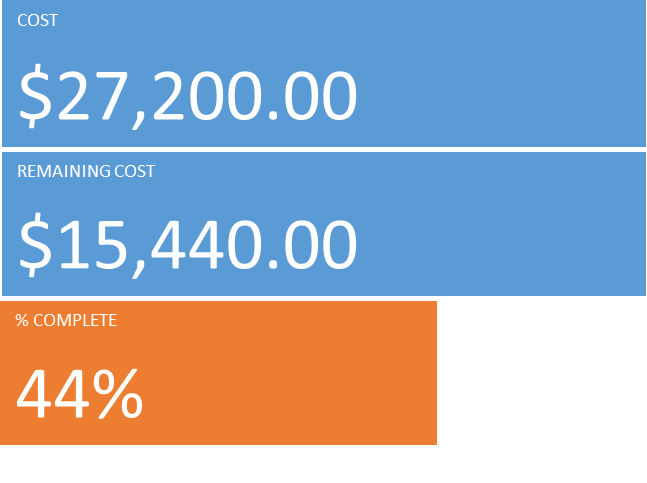 COST
$27,200.00
REMAINING COST
$15,440.00
% COMPLETE
44%